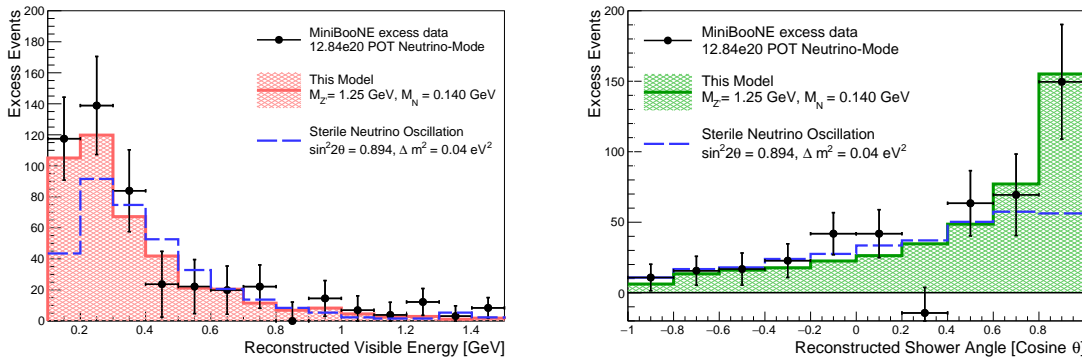 Excess Events
200
180
160
140
120
100
80
60
40
20
0
MiniBooNE excess data
12.84e20 POT Neutrino-Mode
This Model
M_Z= 1.25 GeV, M_N = 0.140 GeV
Sterile Neutrino Oscillation
sin²2θ = 0.894, Δ m² = 0.04 eV²
0.2 0.4 0.6 0.8 1.0 1.2 1.4
Reconstructed Visible Energy [GeV]
Excess Events
200
150
100
50
0
MiniBooNE excess data
12.84e20 POT Neutrino-Mode
This Model
M_Z= 1.25 GeV, M_N = 0.140 GeV
Sterile Neutrino Oscillation
sin²2θ = 0.894, Δ m² = 0.04 eV²
-1 -0.8 -0.6 -0.4 -0.2 0 0.2 0.4 0.6 0.8 1
Reconstructed Shower Angle [Cosine θ]